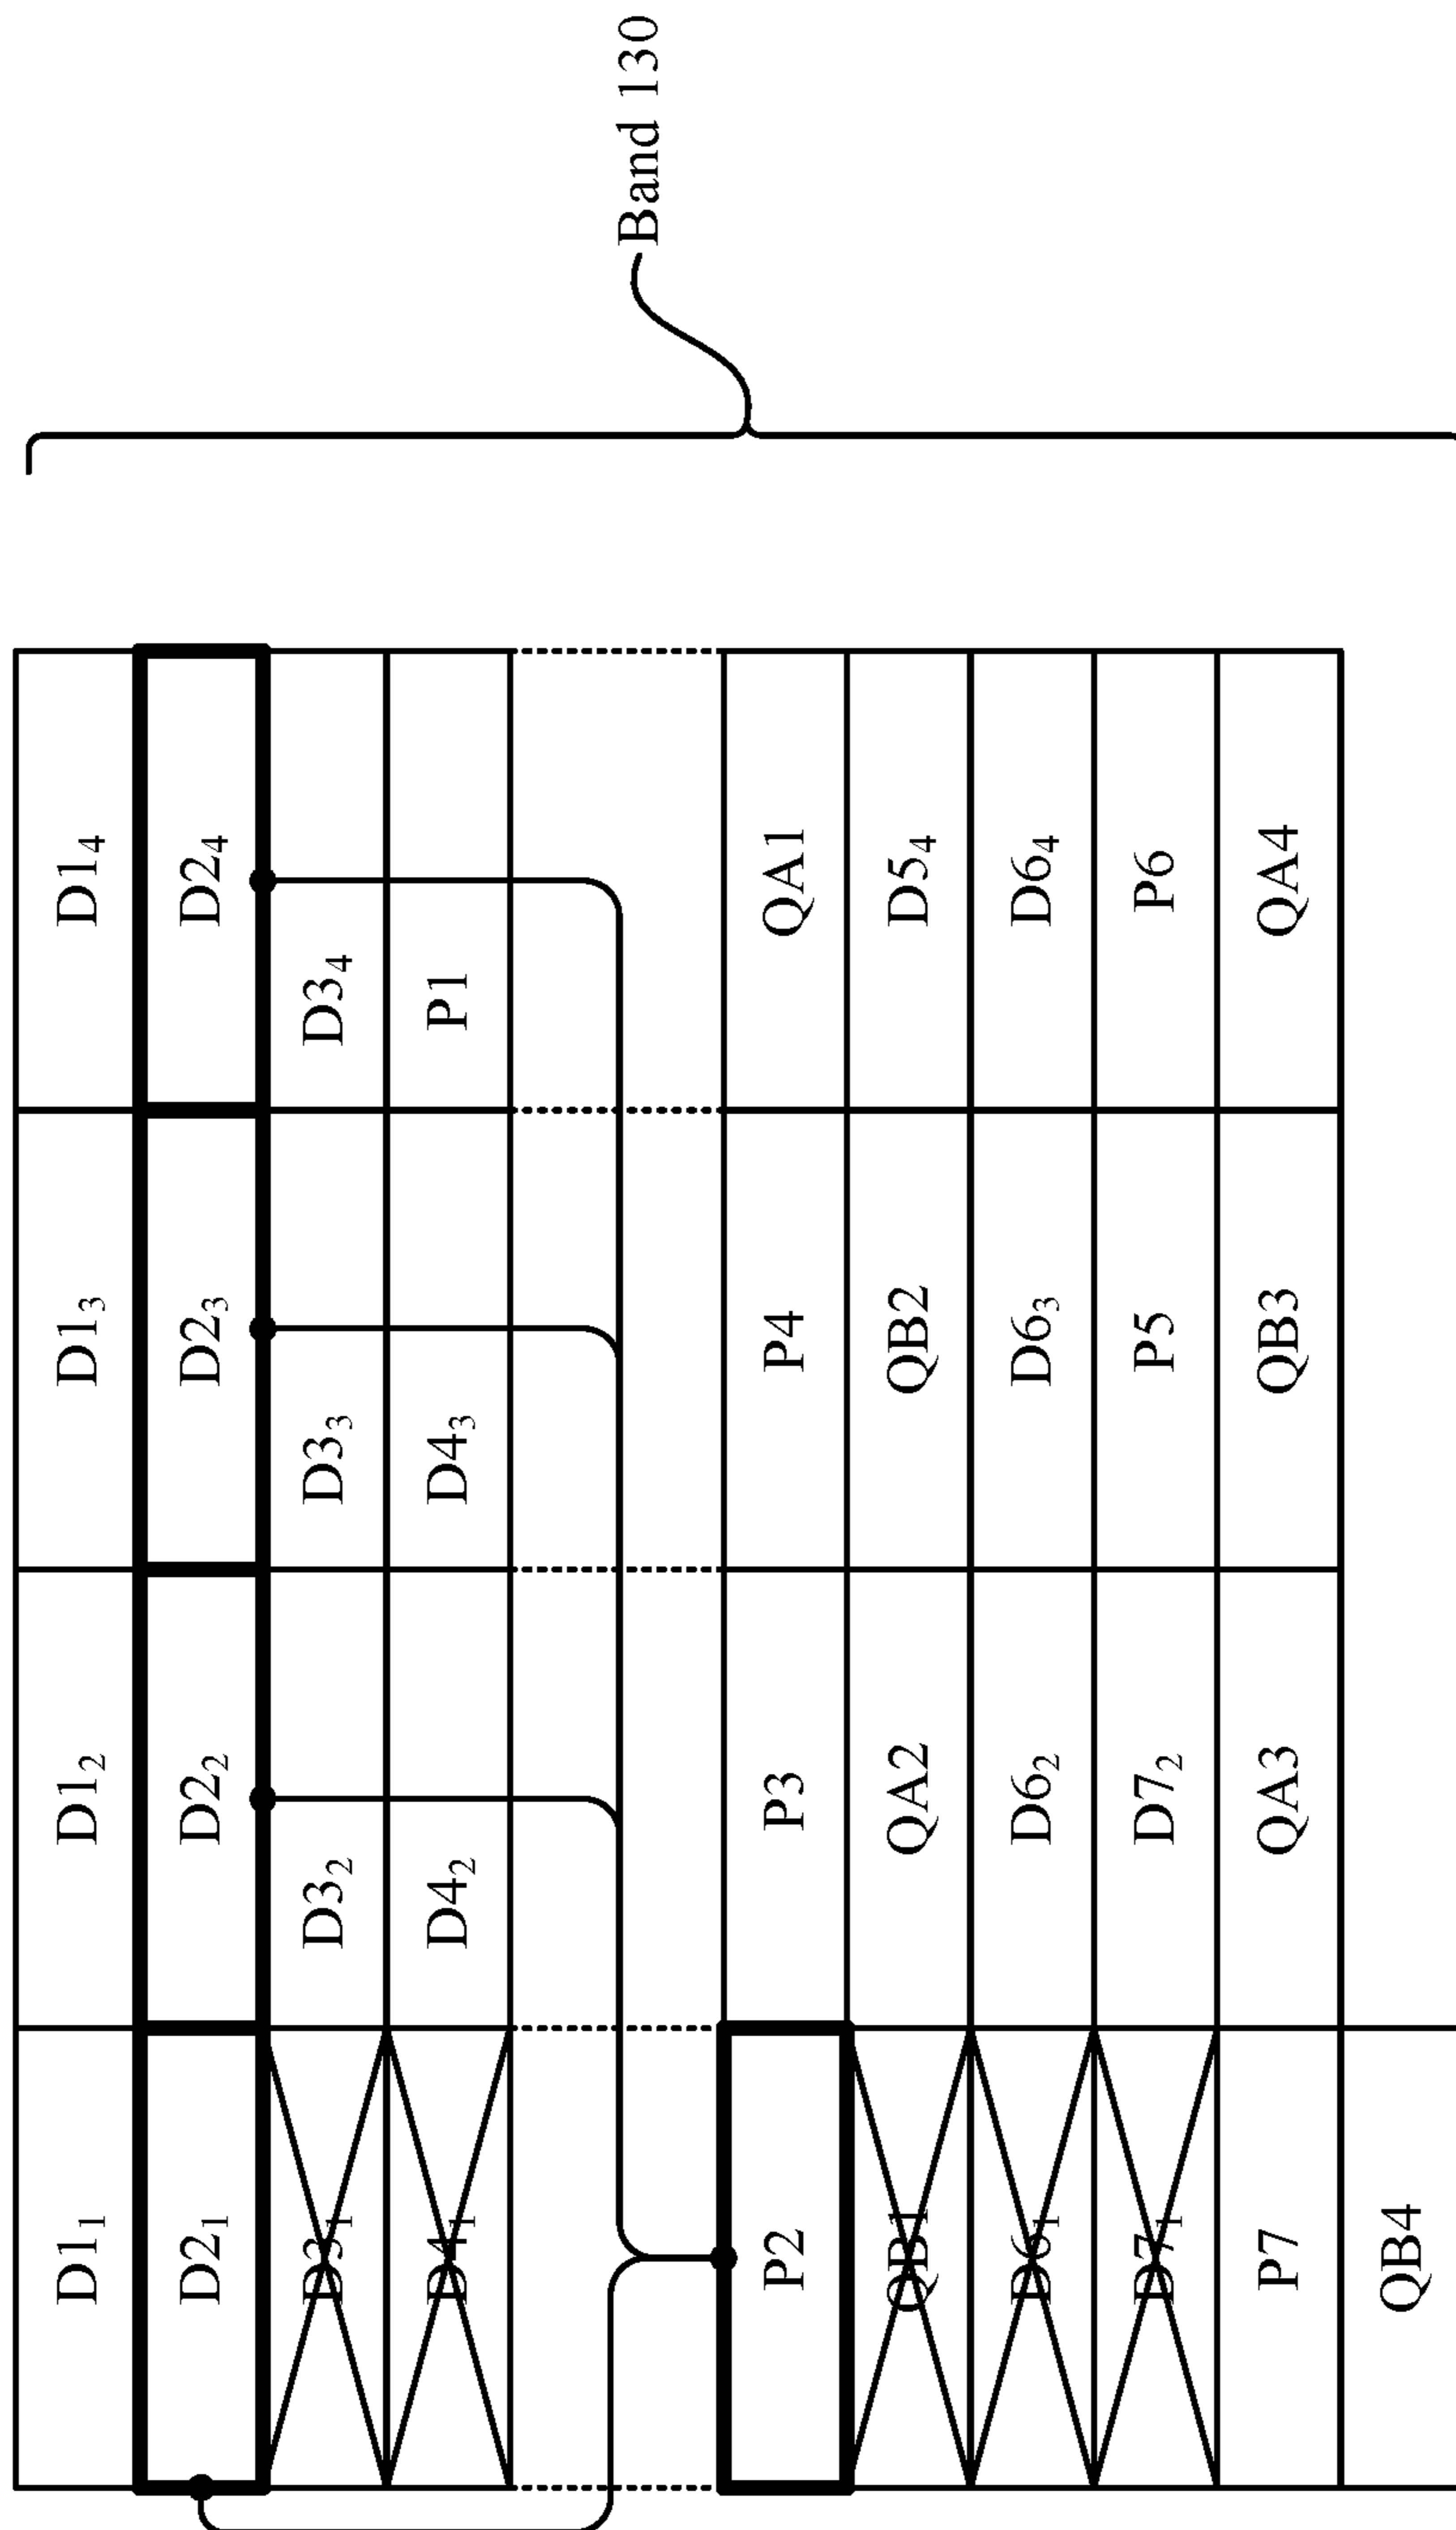 D1₁ D1₂ D1₃ D1₄
D2₁ D2₂ D2₃ D2₄
D3₁ D3₂ D3₃ D3₄
D4₁ D4₂ D4₃ P1
Band 130
P2 P3 P4 QA1
QB1 QA2 QB2 D5₄
D6₁ D6₂ D6₃ D6₄
D7₁ D7₂ P5 P6
P7 QA3 QB3 QA4
QB4